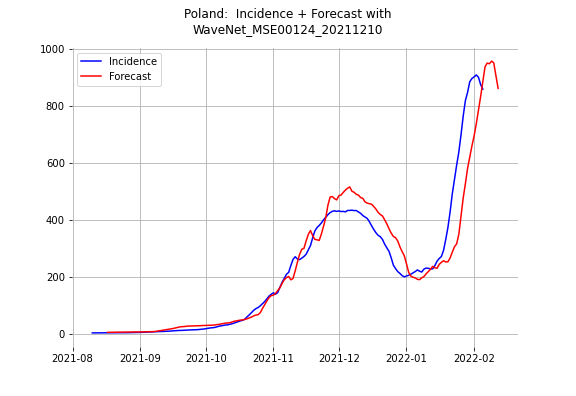 Poland:  Incidence + Forecast with
WaveNet_MSE00124_20211210
1000
800
600
400
200
0
Incidence
Forecast
2021-08 2021-09 2021-10 2021-11 2021-12 2022-01 2022-02